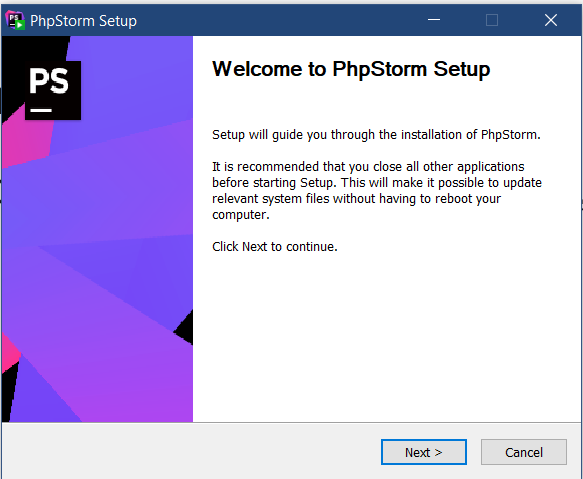 PS
PhpStorm Setup
PS
Welcome to PhpStorm Setup
Setup will guide you through the installation of PhpStorm.
It is recommended that you close all other applications
before starting Setup. This will make it possible to update
relevant system files without having to reboot your
computer.
Click Next to continue.
Next >
Cancel